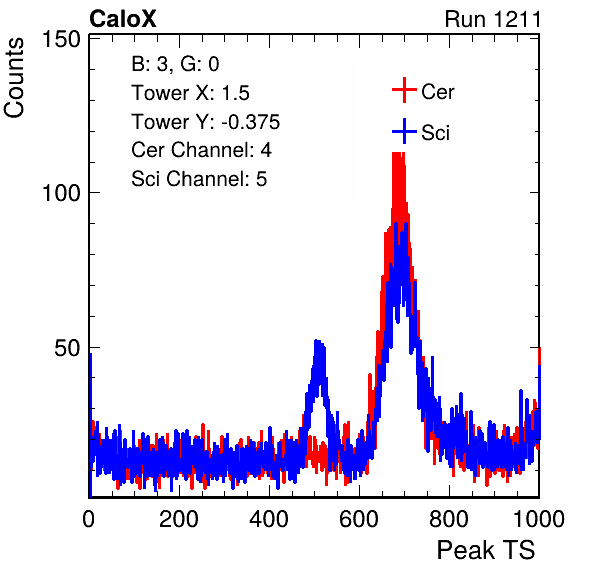 CaloX
Run 1211
Counts
150
100
50
B: 3, G: 0
Tower X: 1.5
Tower Y: -0.375
Cer Channel: 4
Sci Channel: 5
Cer
Sci
0 200 400 600 800 1000
Peak TS